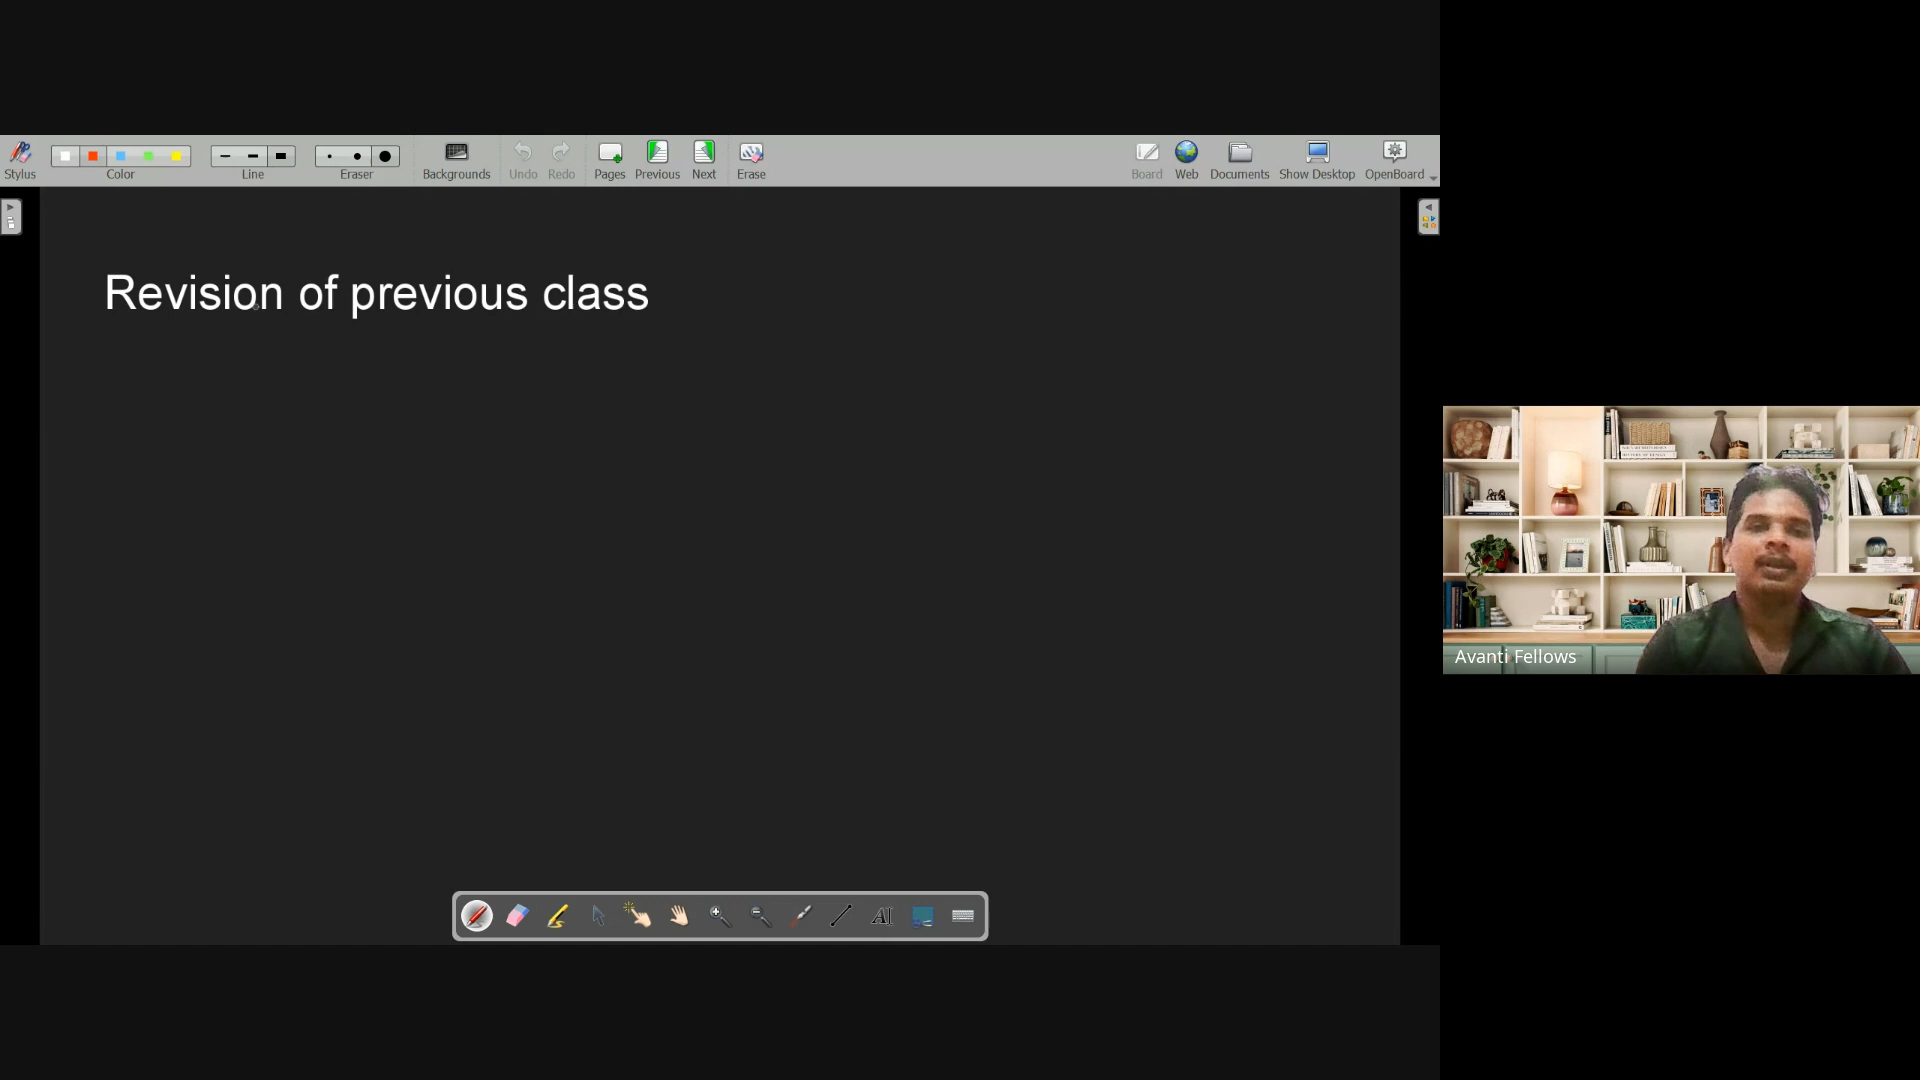 Stylus
Color
Line
Eraser
Backgrounds
Undo
Redo
Pages
Previous
Next
Erase
Board
Web
Documents
Show Desktop
OpenBoard
Revision of previous class
AI
Avanti Fellows